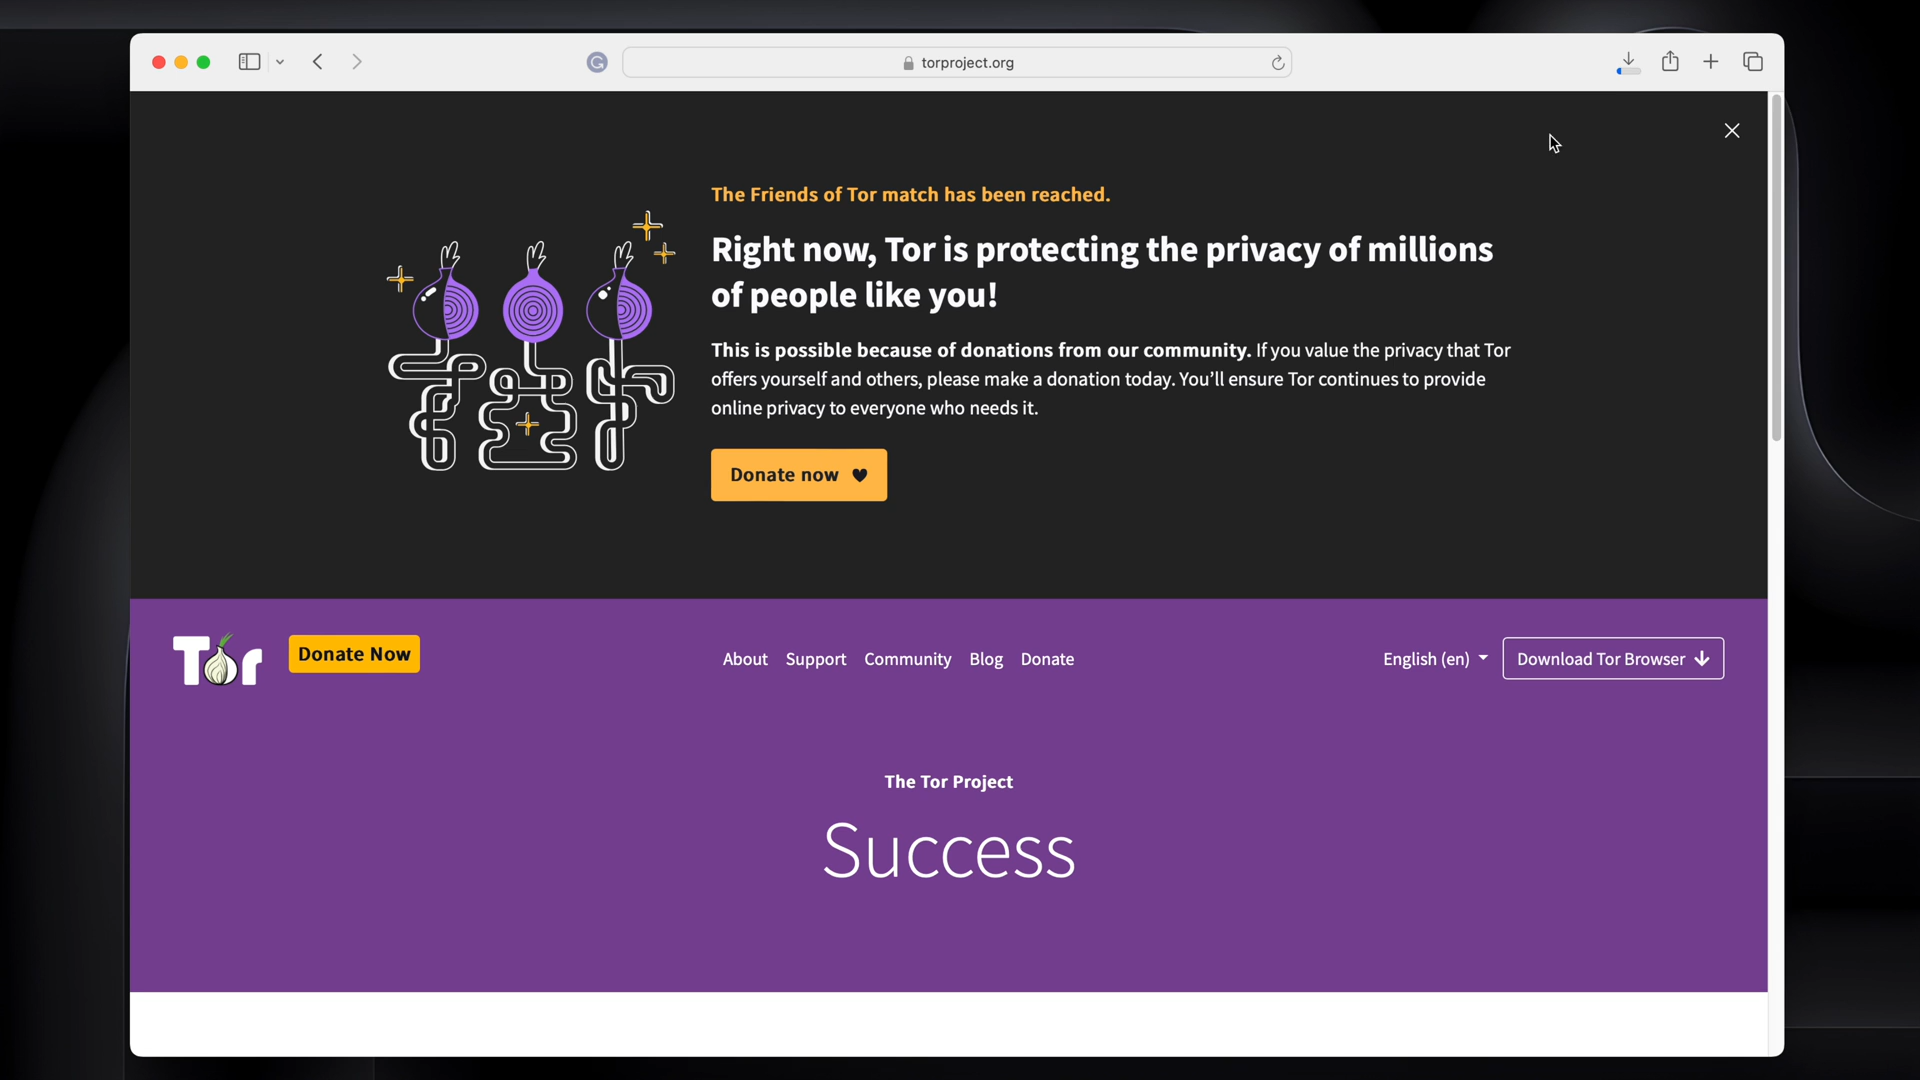 torproject.org
The Friends of Tor match has been reached.
Right now, Tor is protecting the privacy of millions
of people like you!
This is possible because of donations from our community. If you value the privacy that Tor
offers yourself and others, please make a donation today. You’ll ensure Tor continues to provide
online privacy to everyone who needs it.
Donate now
Tor
Donate Now
About Support Community Blog Donate
English (en)
Download Tor Browser
The Tor Project
Success